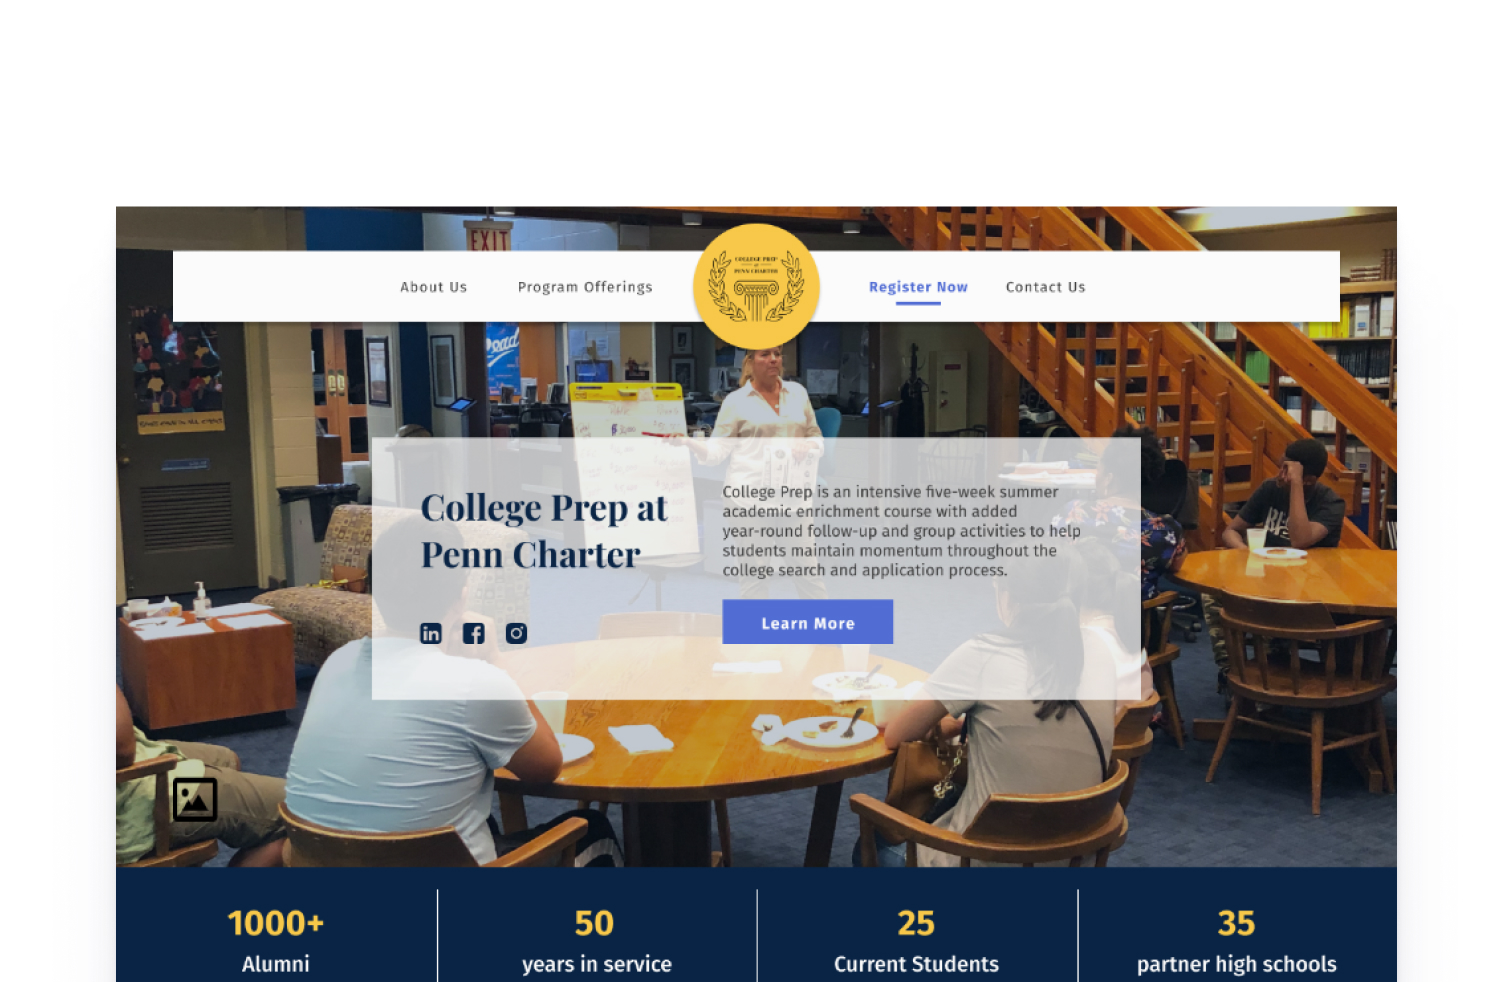 EXIT
About Us
Program Offerings
COLLEGE PREP
at
PENN CHARTER
Register Now
Contact Us
Read
College Prep at
Penn Charter
College Prep is an intensive five-week summer
academic enrichment course with added
year-round follow-up and group activities to help
students maintain momentum throughout the
college search and application process.
Learn More
1000+
Alumni
50
years in service
25
Current Students
35
partner high schools